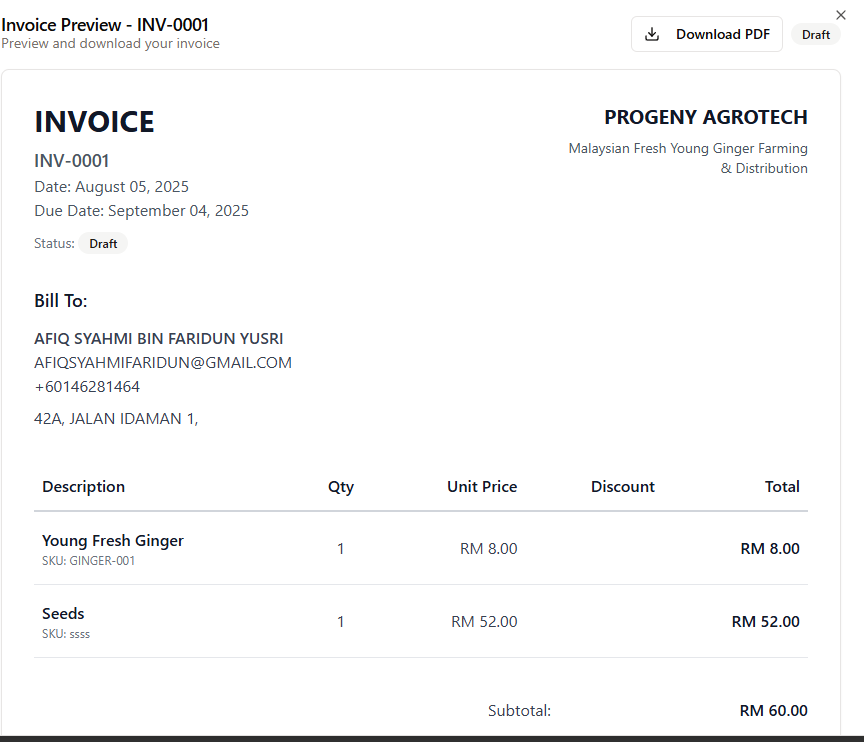 Invoice Preview - INV-0001
Preview and download your invoice
Download PDF
Draft
INVOICE
INV-0001
Date: August 05, 2025
Due Date: September 04, 2025
Status: Draft
PROGENY AGROTECH
Malaysian Fresh Young Ginger Farming
& Distribution
Bill To:
AFIQ SYAHMI BIN FARIDUN YUSRI
AFIQSYAHMIFARIDUN@GMAIL.COM
+60146281464
42A, JALAN IDAMAN 1,
Description Qty Unit Price Discount Total
Young Fresh Ginger 1 RM 8.00 RM 8.00
SKU: GINGER-001
Seeds 1 RM 52.00 RM 52.00
SKU: ssss
Subtotal: RM 60.00